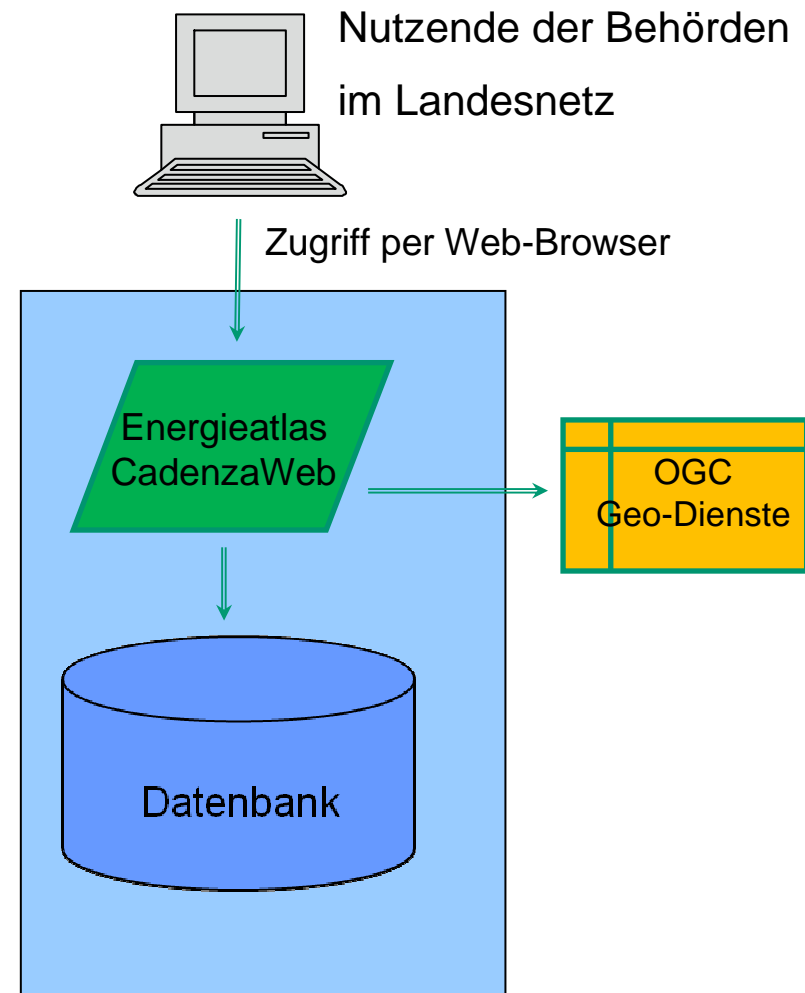 Nutzende der Behörden
im Landesnetz
Zugriff per Web-Browser
Energieatlas
CadenzaWeb
OGC
Geo-Dienste
Datenbank